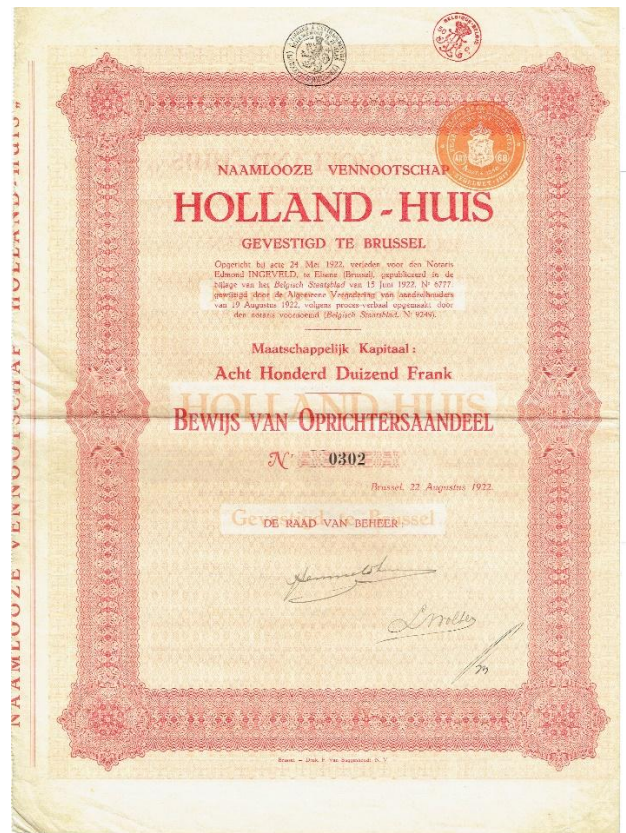 NAAMLOOZE VENNOOTSCHAP
HOLLAND-HUIS
GEVESTIGD TE BRUSSEL
Opgericht bij acte 24 Mei 1922, verleden voor den Notaris
Edmond INGEVELD, te Elsene (Brussel), gepubliceerd in de
bijlage van het Belgisch Staatsblad van 15 Juni 1922, Nr 6777
gewijzigd door de Algemeene Vergadering van aandeelhouders
van 19 Augustus 1922, volgens proces-verbaal opgemaakt door
den notaris voornoemd (Belgisch Staatsblad, N. 9246).
Maatschappelijk Kapitaal :
Acht Honderd Duizend Frank
HOLLAND-HUIS
BEWIJS VAN OPRICHTERSAANDEEL
Nr 0302
Brussel, 22 Augustus 1922.
Gevestigd te Brussel
DE RAAD VAN BEHEER
NAAMLOOZE VENNOOTSCHAP "HOLLAND-HUIS"